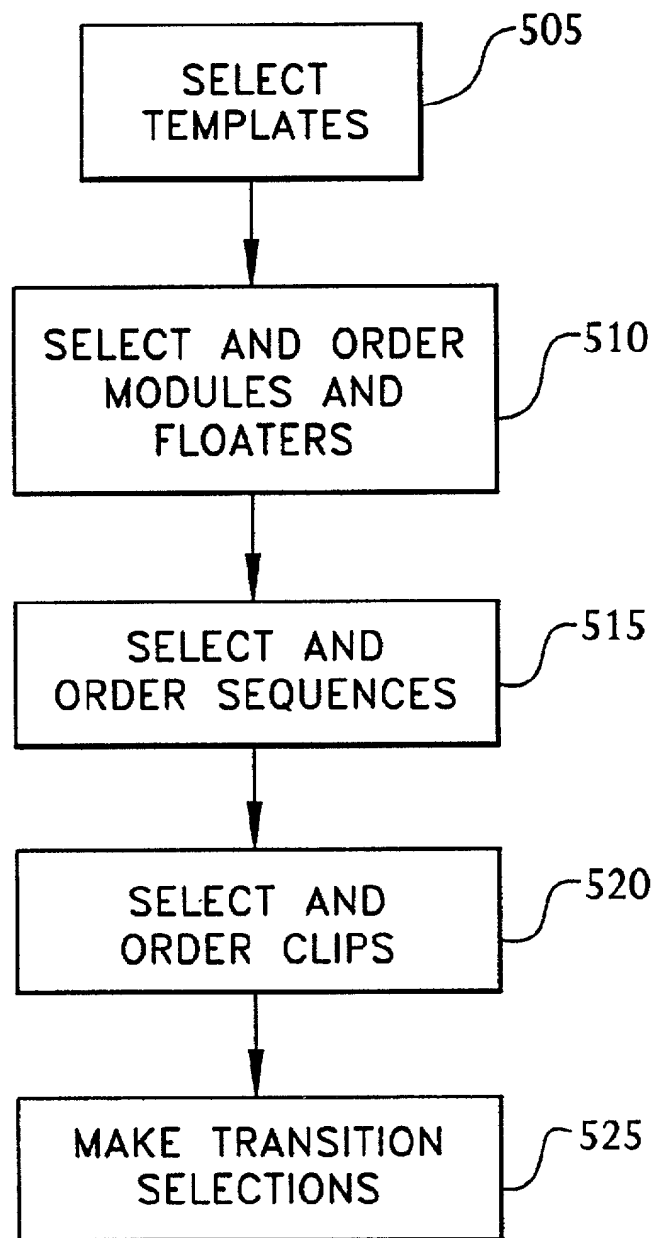 505
SELECT
TEMPLATES
510
SELECT AND ORDER
MODULES AND
FLOATERS
515
SELECT AND
ORDER SEQUENCES
520
SELECT AND
ORDER CLIPS
525
MAKE TRANSITION
SELECTIONS